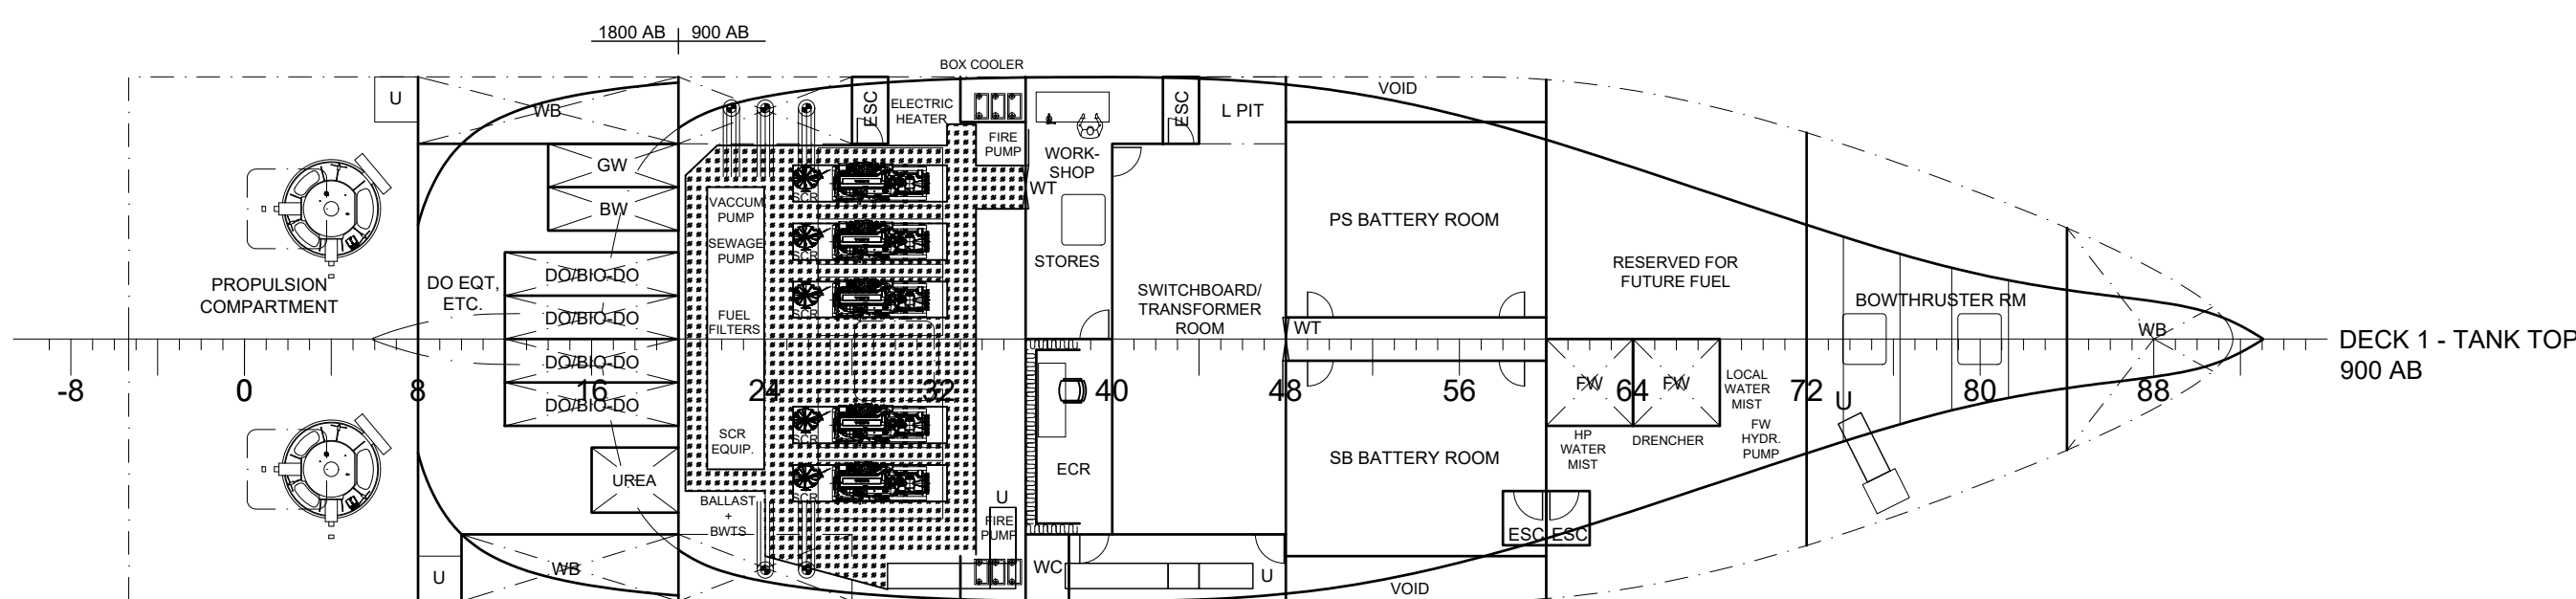 1800 AB
900 AB
BOX COOLER
U
WB
ESC
ELECTRIC
HEATER
FIRE
PUMP
WORK-
SHOP
ESC
L PIT
VOID
GW
BW
VACCUM
PUMP
SEWAGE
PUMP
SCR
SCR
SCR
WT
STORES
PS BATTERY ROOM
PROPULSION
COMPARTMENT
DO EQT,
ETC.
DO/BIO-DO
DO/BIO-DO
DO/BIO-DO
DO/BIO-DO
FUEL
FILTERS
SWITCHBOARD/
TRANSFORMER
ROOM
WT
RESERVED FOR
FUTURE FUEL
BOWTHRUSTER RM
WB
DECK 1 - TANK TOP
900 AB
-8
0
8
16
24
32
40
48
56
64
72
80
88
FW
FW
LOCAL
WATER
MIST
U
SCR
EQUIP.
SCR
SCR
UREA
BALLAST
+
BWTS
U
FIRE
PUMP
ECR
SB BATTERY ROOM
HP
WATER
MIST
DRENCHER
FW
HYDR.
PUMP
ESC
ESC
U
WB
WC
U
VOID